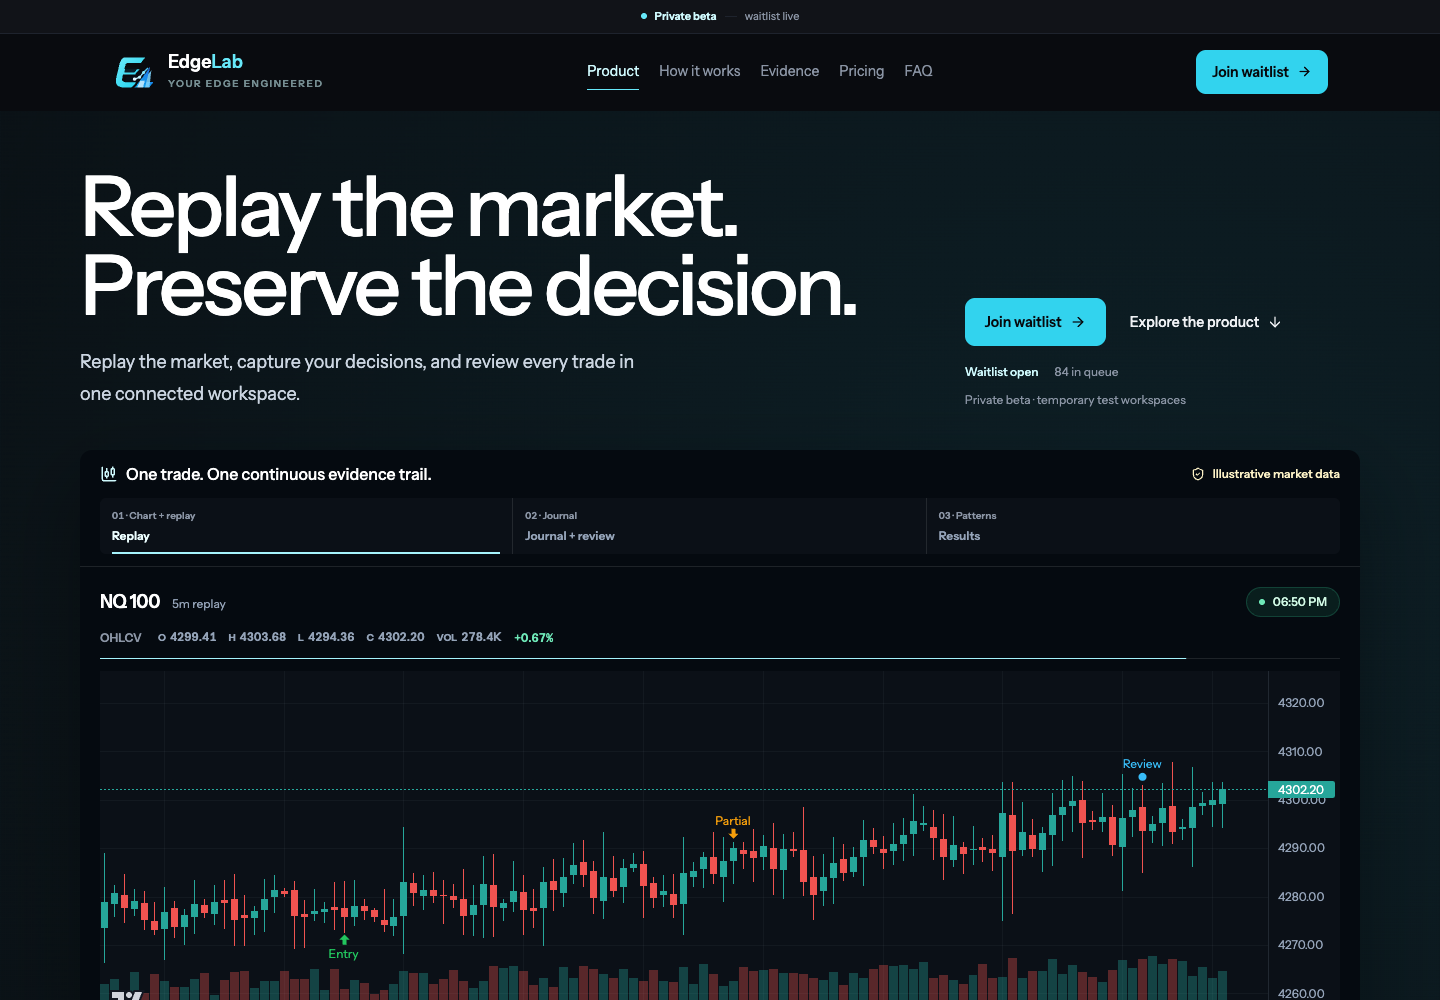 Private beta — waitlist live
EdgeLab
YOUR EDGE ENGINEERED
Product How it works Evidence Pricing FAQ
Join waitlist →
Replay the market.
Preserve the decision.
Replay the market, capture your decisions, and review every trade in
one connected workspace.
Join waitlist → Explore the product ↓
Waitlist open 84 in queue
Private beta · temporary test workspaces
One trade. One continuous evidence trail.
Illustrative market data
01 · Chart + replay
Replay
02 · Journal
Journal + review
03 · Patterns
Results
NQ 100 5m replay
06:50 PM
OHLCV O 4299.41 H 4303.68 L 4294.36 C 4302.20 VOL 278.4K +0.67%
4320.00
4310.00
Review
4302.20
4300.00
Partial
4290.00
4280.00
4270.00
Entry
4260.00